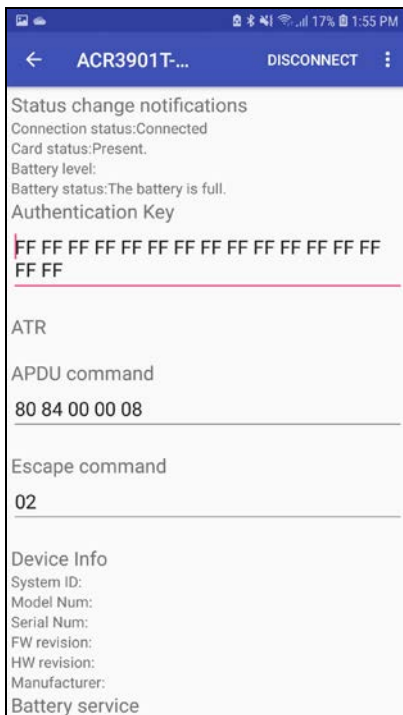 17% 1:55 PM
ACR3901T-... DISCONNECT
Status change notifications
Connection status:Connected
Card status:Present.
Battery level:
Battery status:The battery is full.
Authentication Key
FF FF FF FF FF FF FF FF FF FF FF FF FF FF
FF FF
ATR
APDU command
80 84 00 00 08
Escape command
02
Device Info
System ID:
Model Num:
Serial Num:
FW revision:
HW revision:
Manufacturer:
Battery service